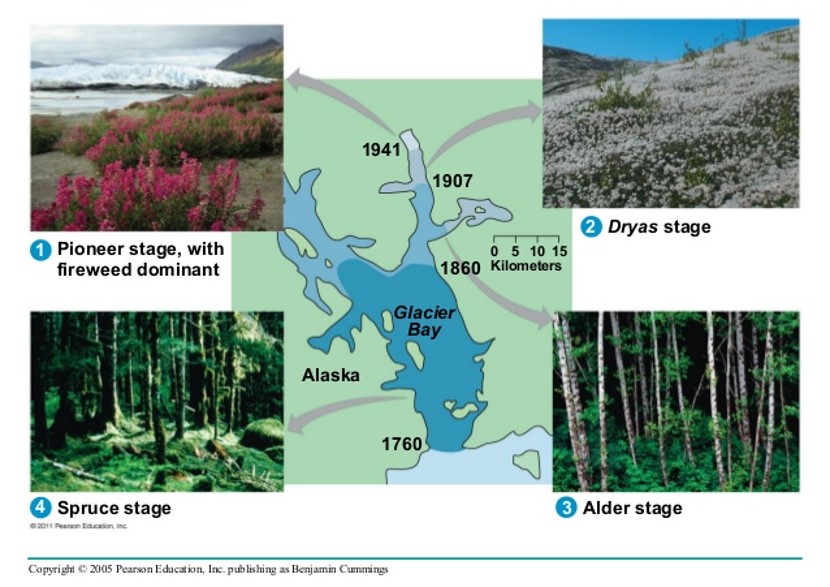 1941
1907
1 Pioneer stage, with
fireweed dominant
2 Dryas stage
0 5 10 15
Kilometers
1860
Glacier
Bay
Alaska
1760
4 Spruce stage
3 Alder stage
© 2011 Pearson Education, Inc.
Copyright © 2005 Pearson Education, Inc. publishing as Benjamin Cummings